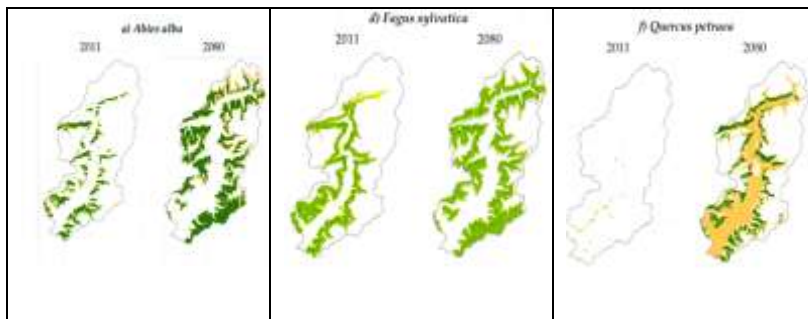 a) Abies alba
2011 2080
d) Fagus sylvatica
2011 2080
f) Quercus petraea
2011 2080